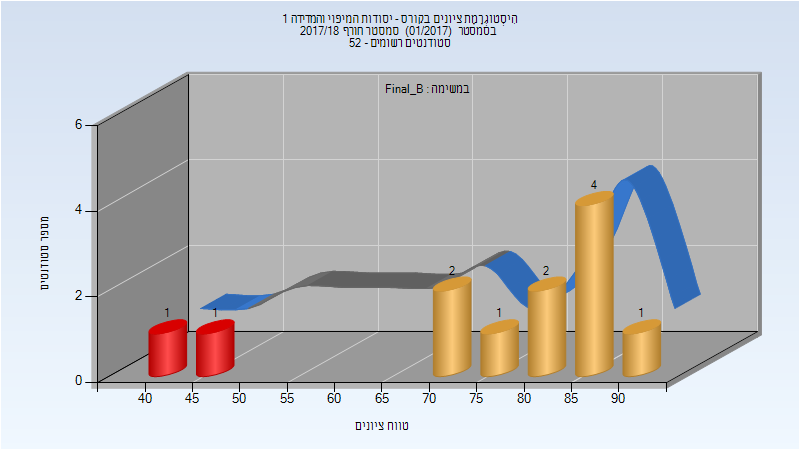 היסטוגרמת ציונים בקורס - יסודות המיפוי והמדידה 1
בסמסטר (01/2017) סמסטר חורף 2017/18
סטודנטים רשומים - 52
במשימה : Final_B
מספר סטודנטים
6
4
2
0
1
1
2
1
2
4
1
40 45 50 55 60 65 70 75 80 85 90
טווח ציונים